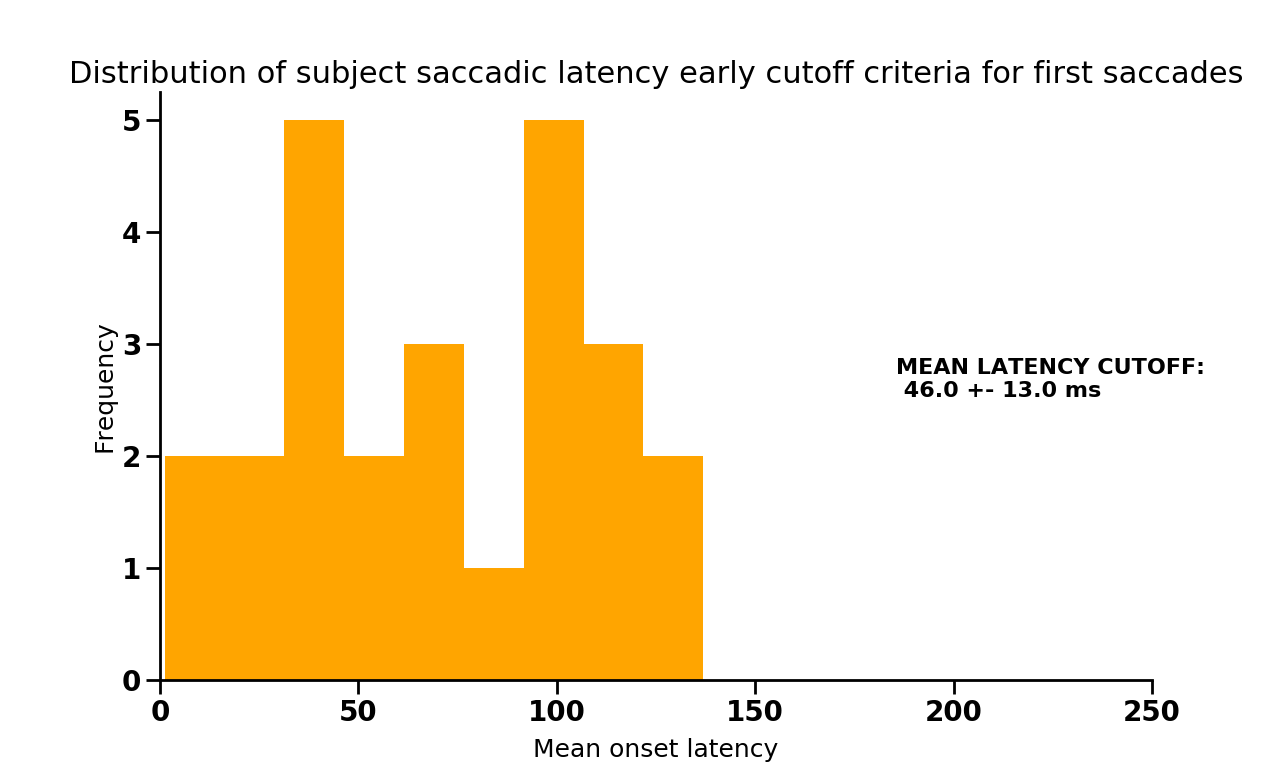 Distribution of subject saccadic latency early cutoff criteria for first saccades
5
4
3
2
1
0
Frequency
MEAN LATENCY CUTOFF:
46.0 +- 13.0 ms
0 50 100 150 200 250
Mean onset latency